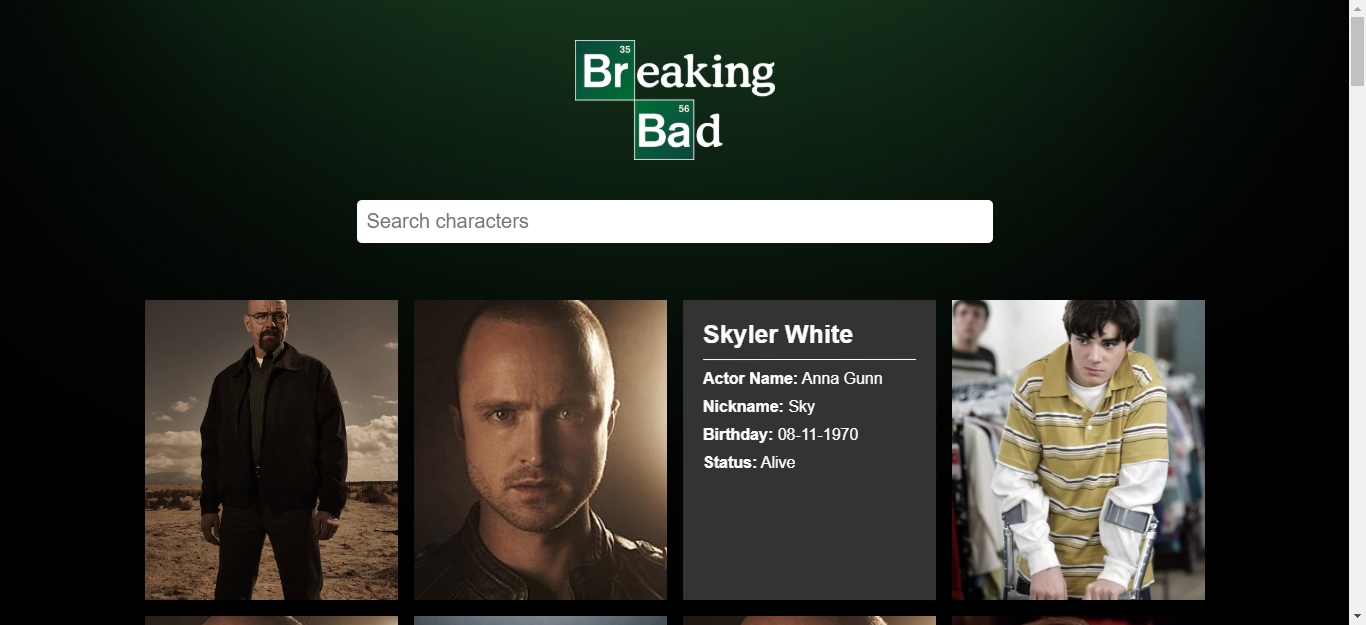 35
Breaking
56
Bad
Search characters
Skyler White
Actor Name: Anna Gunn
Nickname: Sky
Birthday: 08-11-1970
Status: Alive